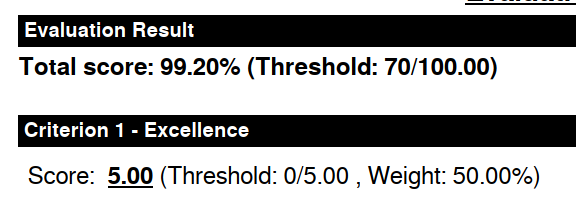 Evaluation Result
Total score: 99.20% (Threshold: 70/100.00)
Criterion 1 - Excellence
Score: 5.00 (Threshold: 0/5.00 , Weight: 50.00%)